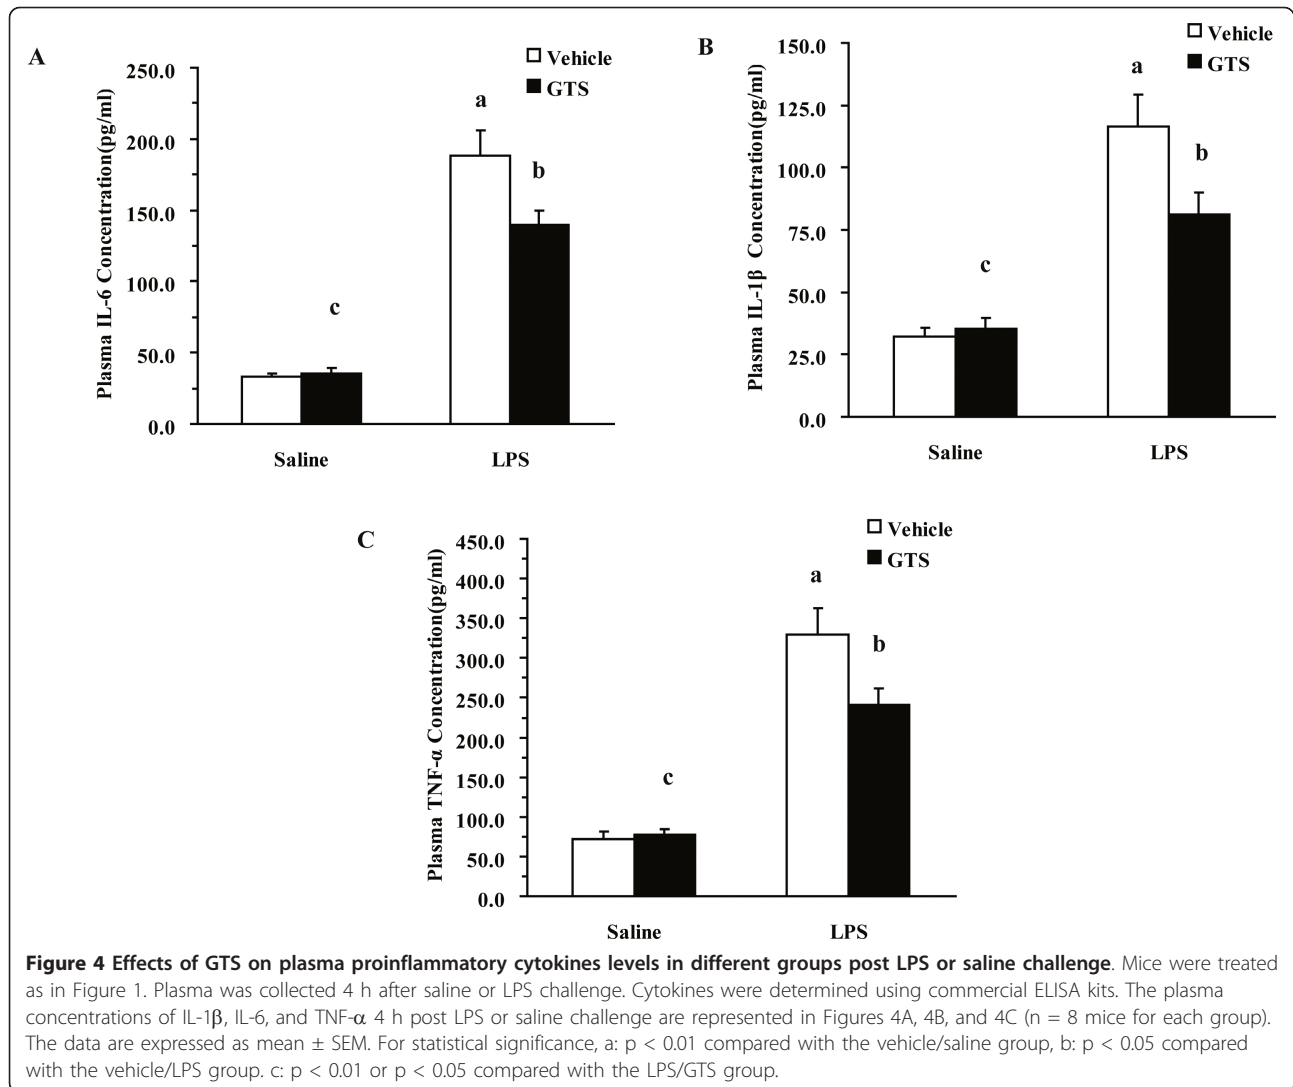 A
Vehicle
GTS
250.0
200.0
150.0
100.0
50.0
0.0
Plasma IL-6 Concentration(pg/ml)
a
b
c
Saline
LPS
B
Vehicle
GTS
150.0
125.0
100.0
75.0
50.0
25.0
0.0
Plasma IL-1β Concentration(pg/ml)
a
b
c
Saline
LPS
C
Vehicle
GTS
450.0
400.0
350.0
300.0
250.0
200.0
150.0
100.0
50.0
0.0
Plasma TNF-α Concentration(pg/ml)
a
b
c
Saline
LPS
Figure 4 Effects of GTS on plasma proinflammatory cytokines levels in different groups post LPS or saline challenge. Mice were treated
as in Figure 1. Plasma was collected 4 h after saline or LPS challenge. Cytokines were determined using commercial ELISA kits. The plasma
concentrations of IL-1β, IL-6, and TNF-α 4 h post LPS or saline challenge are represented in Figures 4A, 4B, and 4C (n = 8 mice for each group).
The data are expressed as mean ± SEM. For statistical significance, a: p < 0.01 compared with the vehicle/saline group, b: p < 0.05 compared
with the vehicle/LPS group. c: p < 0.01 or p < 0.05 compared with the LPS/GTS group.